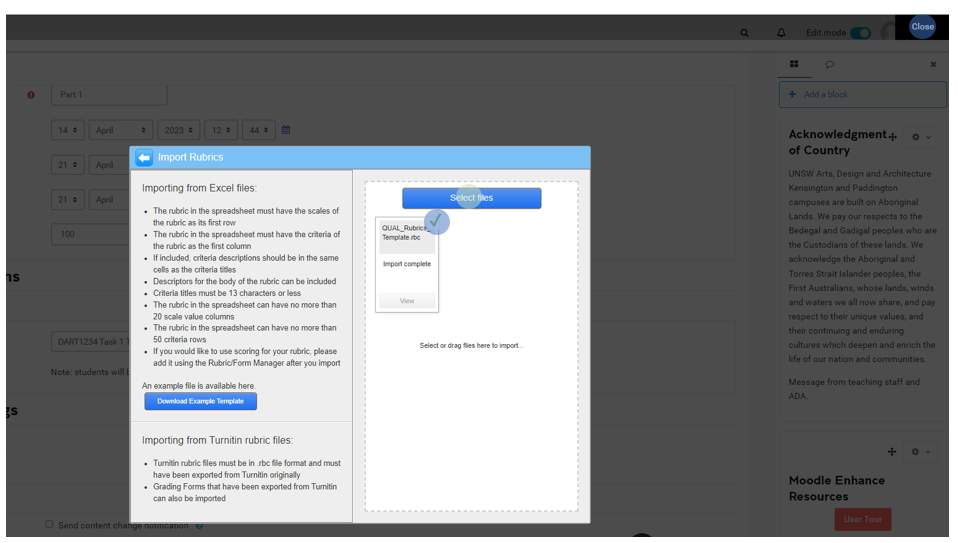 Close
Edit mode
Part 1
14 April 2023 12 44
21 April
21 April
100
ns
DART1234 Task 1 T
Note: students will b
gs
Send content change notification
Import Rubrics
Importing from Excel files:
The rubric in the spreadsheet must have the scales of
the rubric as its first row
The rubric in the spreadsheet must have the criteria of
the rubric as the first column
If included, criteria descriptions should be in the same
cells as the criteria titles
Descriptors for the body of the rubric can be included
Criteria titles must be 13 characters or less
The rubric in the spreadsheet can have no more than
20 scale value columns
The rubric in the spreadsheet can have no more than
50 criteria rows
If you would like to use scoring for your rubric, please
add it using the Rubric/Form Manager after you import
An example file is available here.
Download Example Template
Importing from Turnitin rubric files:
Turnitin rubric files must be in .rbc file format and must
have been exported from Turnitin originally
Grading Forms that have been exported from Turnitin
can also be imported
Select files
QUAL_Rubrics_
Template.rbc
Import complete
View
Select or drag files here to import...
Add a block
Acknowledgment
of Country
UNSW Arts, Design and Architecture
Kensington and Paddington
campuses are built on Aboriginal
Lands. We pay our respects to the
Bedegal and Gadigal peoples who are
the Custodians of these lands. We
acknowledge the Aboriginal and
Torres Strait Islander peoples, the
First Australians, whose lands, winds
and waters we all now share, and pay
respect to their unique values, and
their continuing and enduring
cultures which deepen and enrich the
life of our nation and communities.
Message from teaching staff and
ADA.
Moodle Enhance
Resources
User Tour